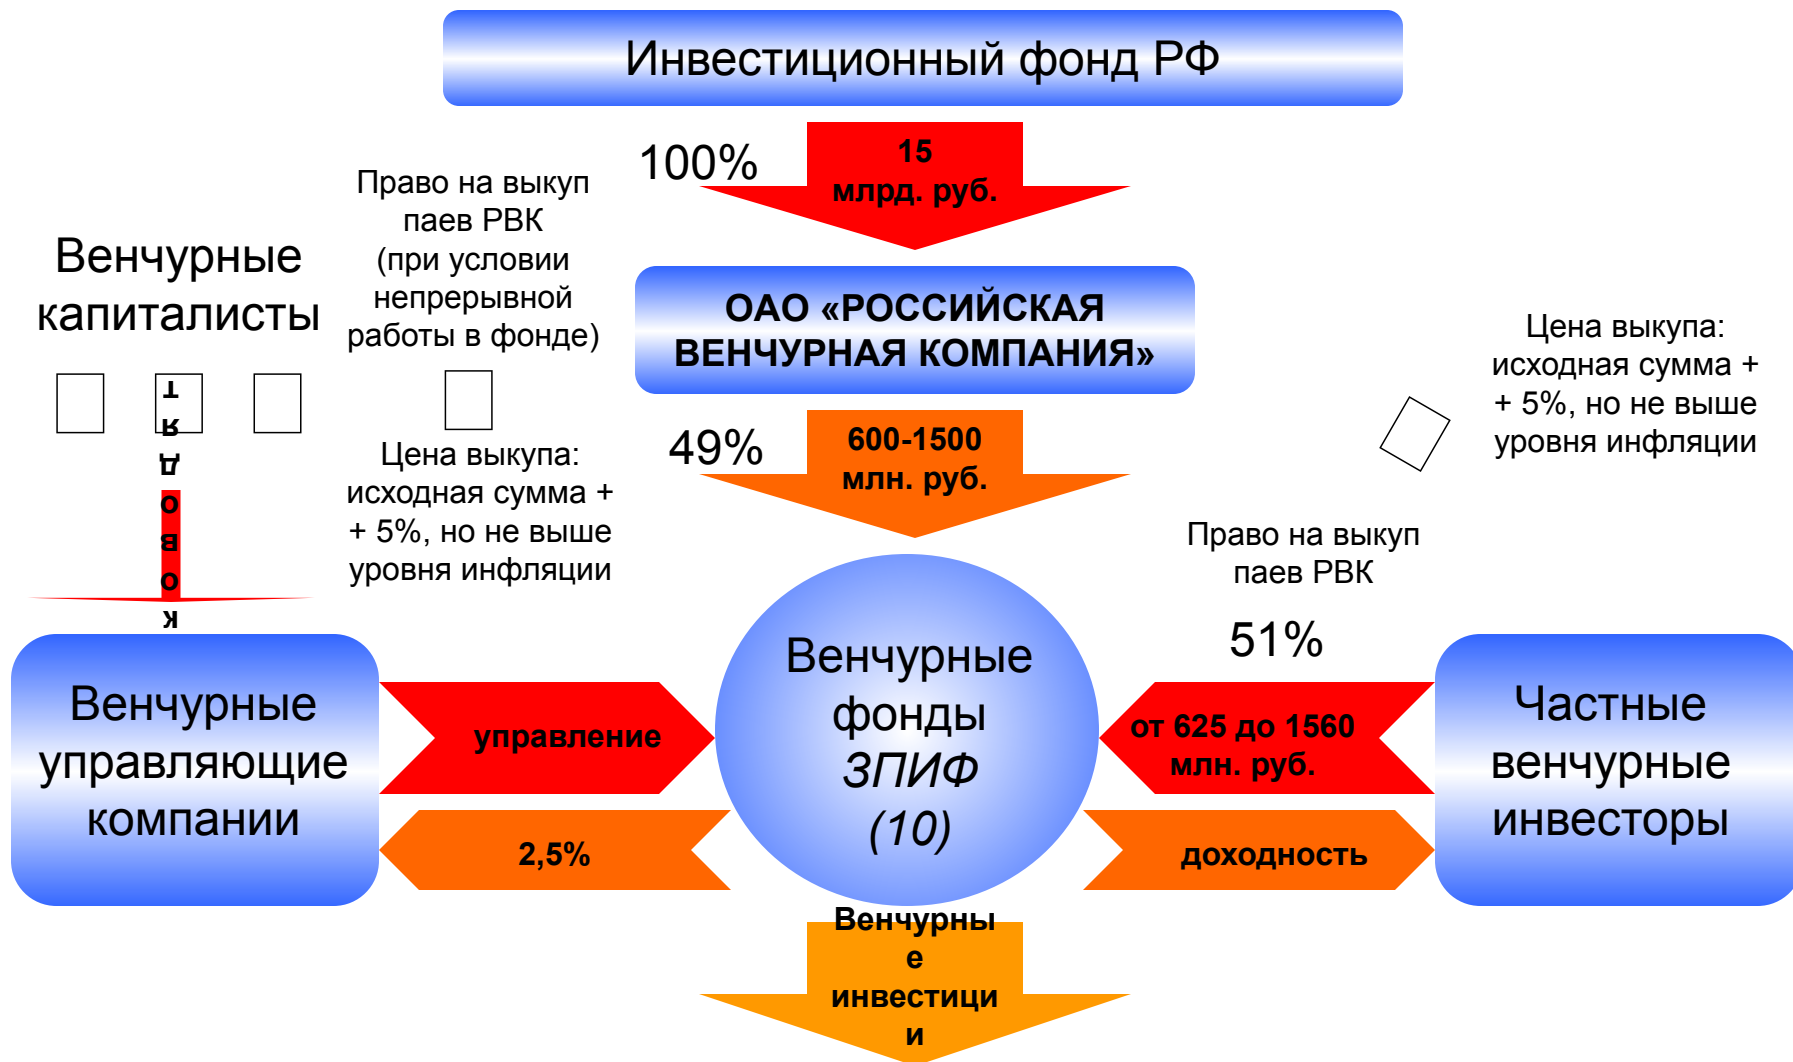 Инвестиционный фонд РФ
100%
15
млрд. руб.
Право на выкуп
паев РВК
(при условии
непрерывной
работы в фонде)
Венчурные
капиталисты
ОАО «РОССИЙСКАЯ
ВЕНЧУРНАЯ КОМПАНИЯ»
Цена выкупа:
исходная сумма +
+ 5%, но не выше
уровня инфляции
49%
600-1500
млн. руб.
Цена выкупа:
исходная сумма +
+ 5%, но не выше
уровня инфляции
КОВОДЯТ
Право на выкуп
паев РВК
51%
Венчурные
управляющие
компании
управление
2,5%
Венчурные
фонды
ЗПИФ
(10)
от 625 до 1560
млн. руб.
доходность
Частные
венчурные
инвесторы
Венчурны
е
инвестици
и